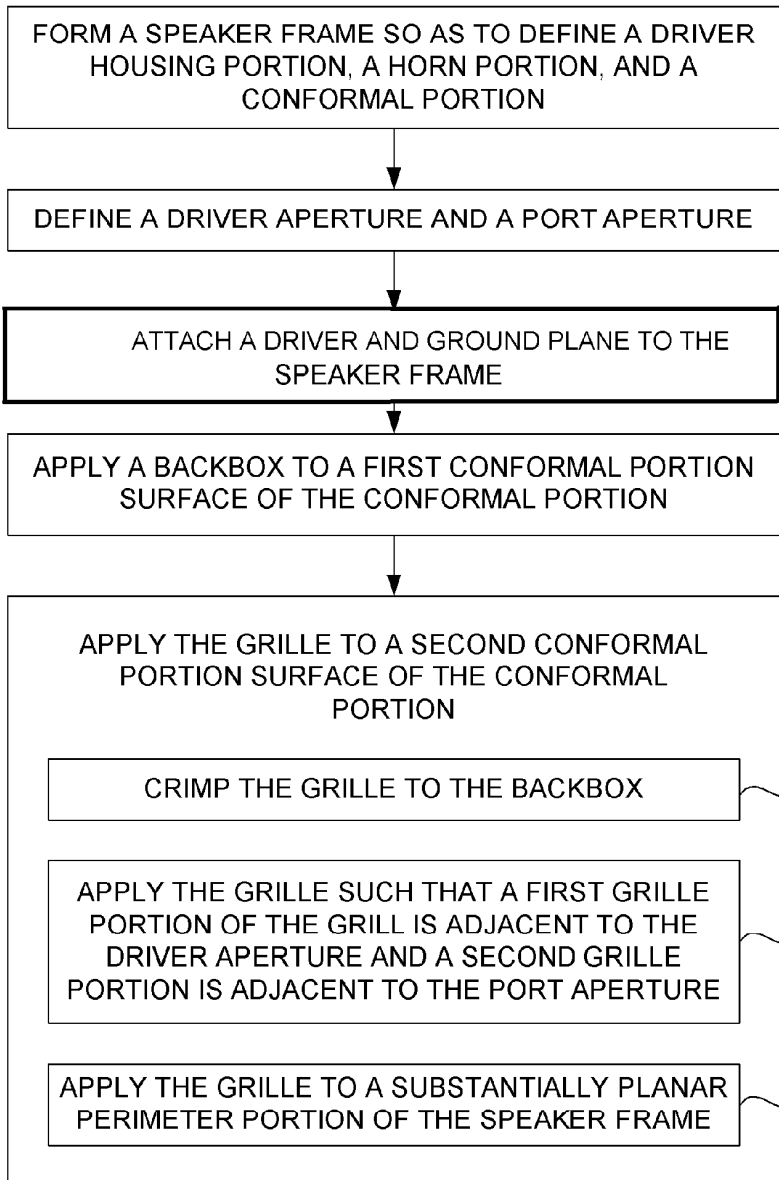 FORM A SPEAKER FRAME SO AS TO DEFINE A DRIVER
HOUSING PORTION, A HORN PORTION, AND A
CONFORMAL PORTION
DEFINE A DRIVER APERTURE AND A PORT APERTURE
ATTACH A DRIVER AND GROUND PLANE TO THE
SPEAKER FRAME
APPLY A BACKBOX TO A FIRST CONFORMAL PORTION
SURFACE OF THE CONFORMAL PORTION
APPLY THE GRILLE TO A SECOND CONFORMAL
PORTION SURFACE OF THE CONFORMAL
PORTION
CRIMP THE GRILLE TO THE BACKBOX
APPLY THE GRILLE SUCH THAT A FIRST GRILLE
PORTION OF THE GRILL IS ADJACENT TO THE
DRIVER APERTURE AND A SECOND GRILLE
PORTION IS ADJACENT TO THE PORT APERTURE
APPLY THE GRILLE TO A SUBSTANTIALLY PLANAR
PERIMETER PORTION OF THE SPEAKER FRAME